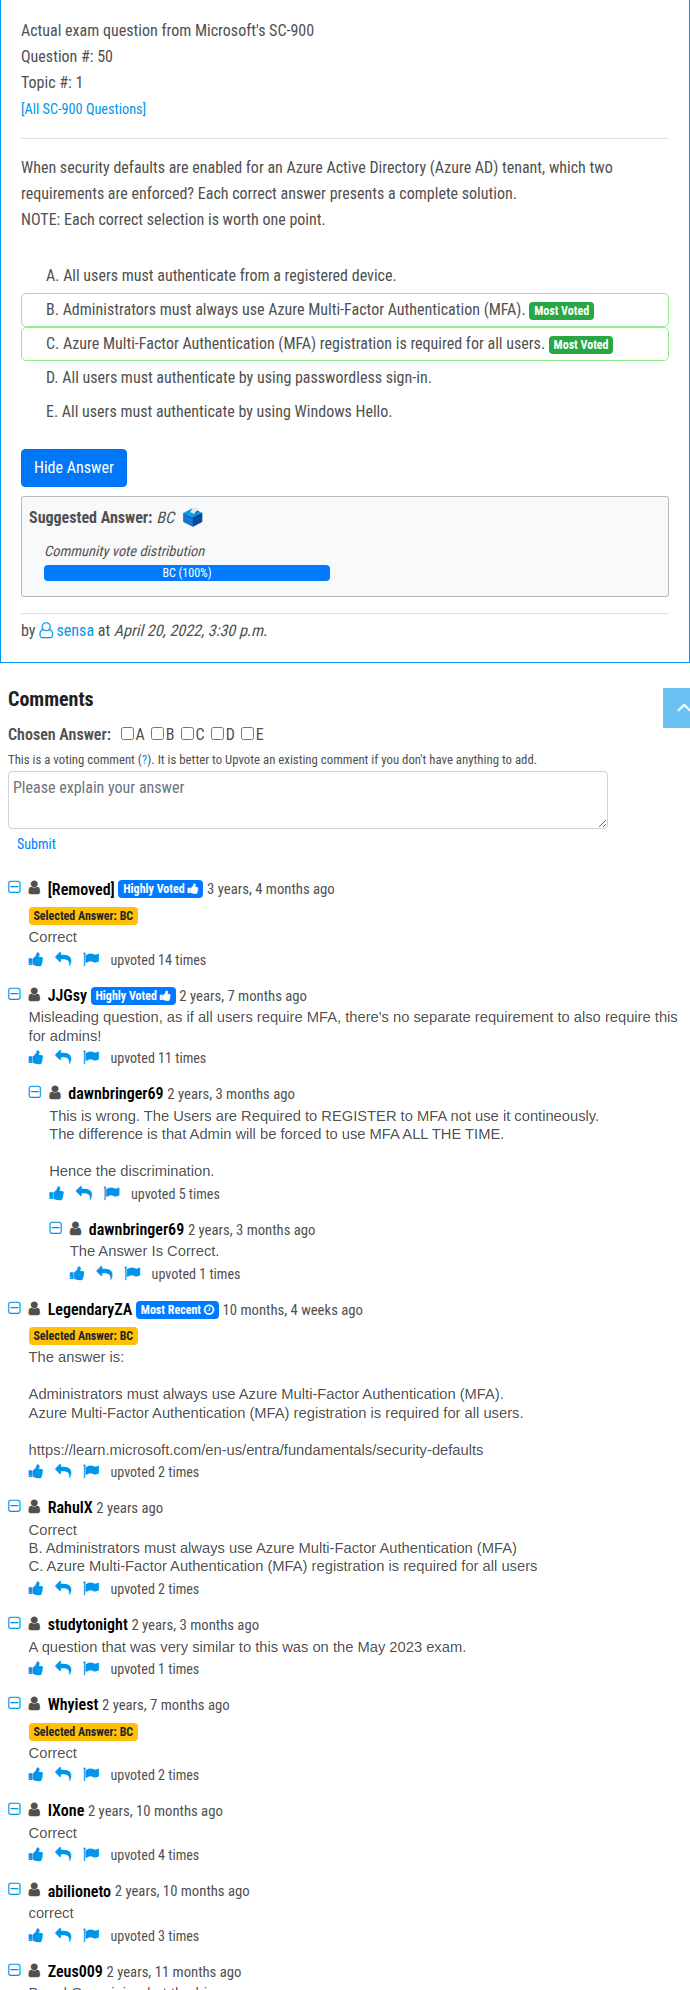 Actual exam question from Microsoft's SC-900
Question #: 50
Topic #: 1
[All SC-900 Questions]
When security defaults are enabled for an Azure Active Directory (Azure AD) tenant, which two
requirements are enforced? Each correct answer presents a complete solution.
NOTE: Each correct selection is worth one point.
A. All users must authenticate from a registered device.
B. Administrators must always use Azure Multi-Factor Authentication (MFA). Most Voted
C. Azure Multi-Factor Authentication (MFA) registration is required for all users. Most Voted
D. All users must authenticate by using passwordless sign-in.
E. All users must authenticate by using Windows Hello.
Hide Answer
Suggested Answer: BC
Community vote distribution
BC (100%)
by sensa at April 20, 2022, 3:30 p.m.
Comments
Chosen Answer: A B C D E
This is a voting comment (?). It is better to Upvote an existing comment if you don't have anything to add.
Please explain your answer
Submit
[Removed] Highly Voted 3 years, 4 months ago
Selected Answer: BC
Correct
upvoted 14 times
JJGsy Highly Voted 2 years, 7 months ago
Misleading question, as if all users require MFA, there's no separate requirement to also require this
for admins!
upvoted 11 times
dawnbringer69 2 years, 3 months ago
This is wrong. The Users are Required to REGISTER to MFA not use it contineously.
The difference is that Admin will be forced to use MFA ALL THE TIME.
Hence the discrimination.
upvoted 5 times
dawnbringer69 2 years, 3 months ago
The Answer Is Correct.
upvoted 1 times
LegendaryZA Most Recent 10 months, 4 weeks ago
Selected Answer: BC
The answer is:
Administrators must always use Azure Multi-Factor Authentication (MFA).
Azure Multi-Factor Authentication (MFA) registration is required for all users.
https://learn.microsoft.com/en-us/entra/fundamentals/security-defaults
upvoted 2 times
RahulX 2 years ago
Correct
B. Administrators must always use Azure Multi-Factor Authentication (MFA)
C. Azure Multi-Factor Authentication (MFA) registration is required for all users
upvoted 2 times
studytonight 2 years, 3 months ago
A question that was very similar to this was on the May 2023 exam.
upvoted 1 times
Whyiest 2 years, 7 months ago
Selected Answer: BC
Correct
upvoted 2 times
IXone 2 years, 10 months ago
Correct
upvoted 4 times
abilioneto 2 years, 10 months ago
correct
upvoted 3 times
Zeus009 2 years, 11 months ago